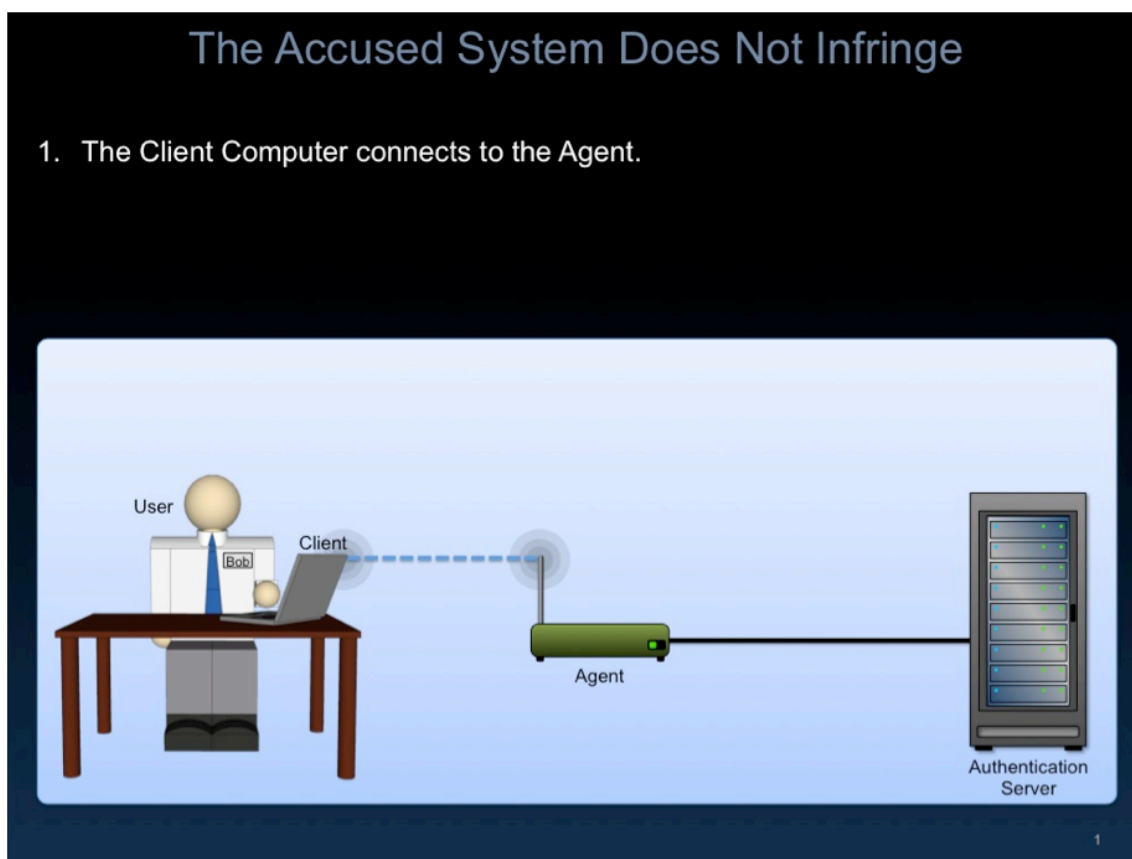 The Accused System Does Not Infringe
1. The Client Computer connects to the Agent.
User
Client
Bob
Agent
Authentication
Server
1